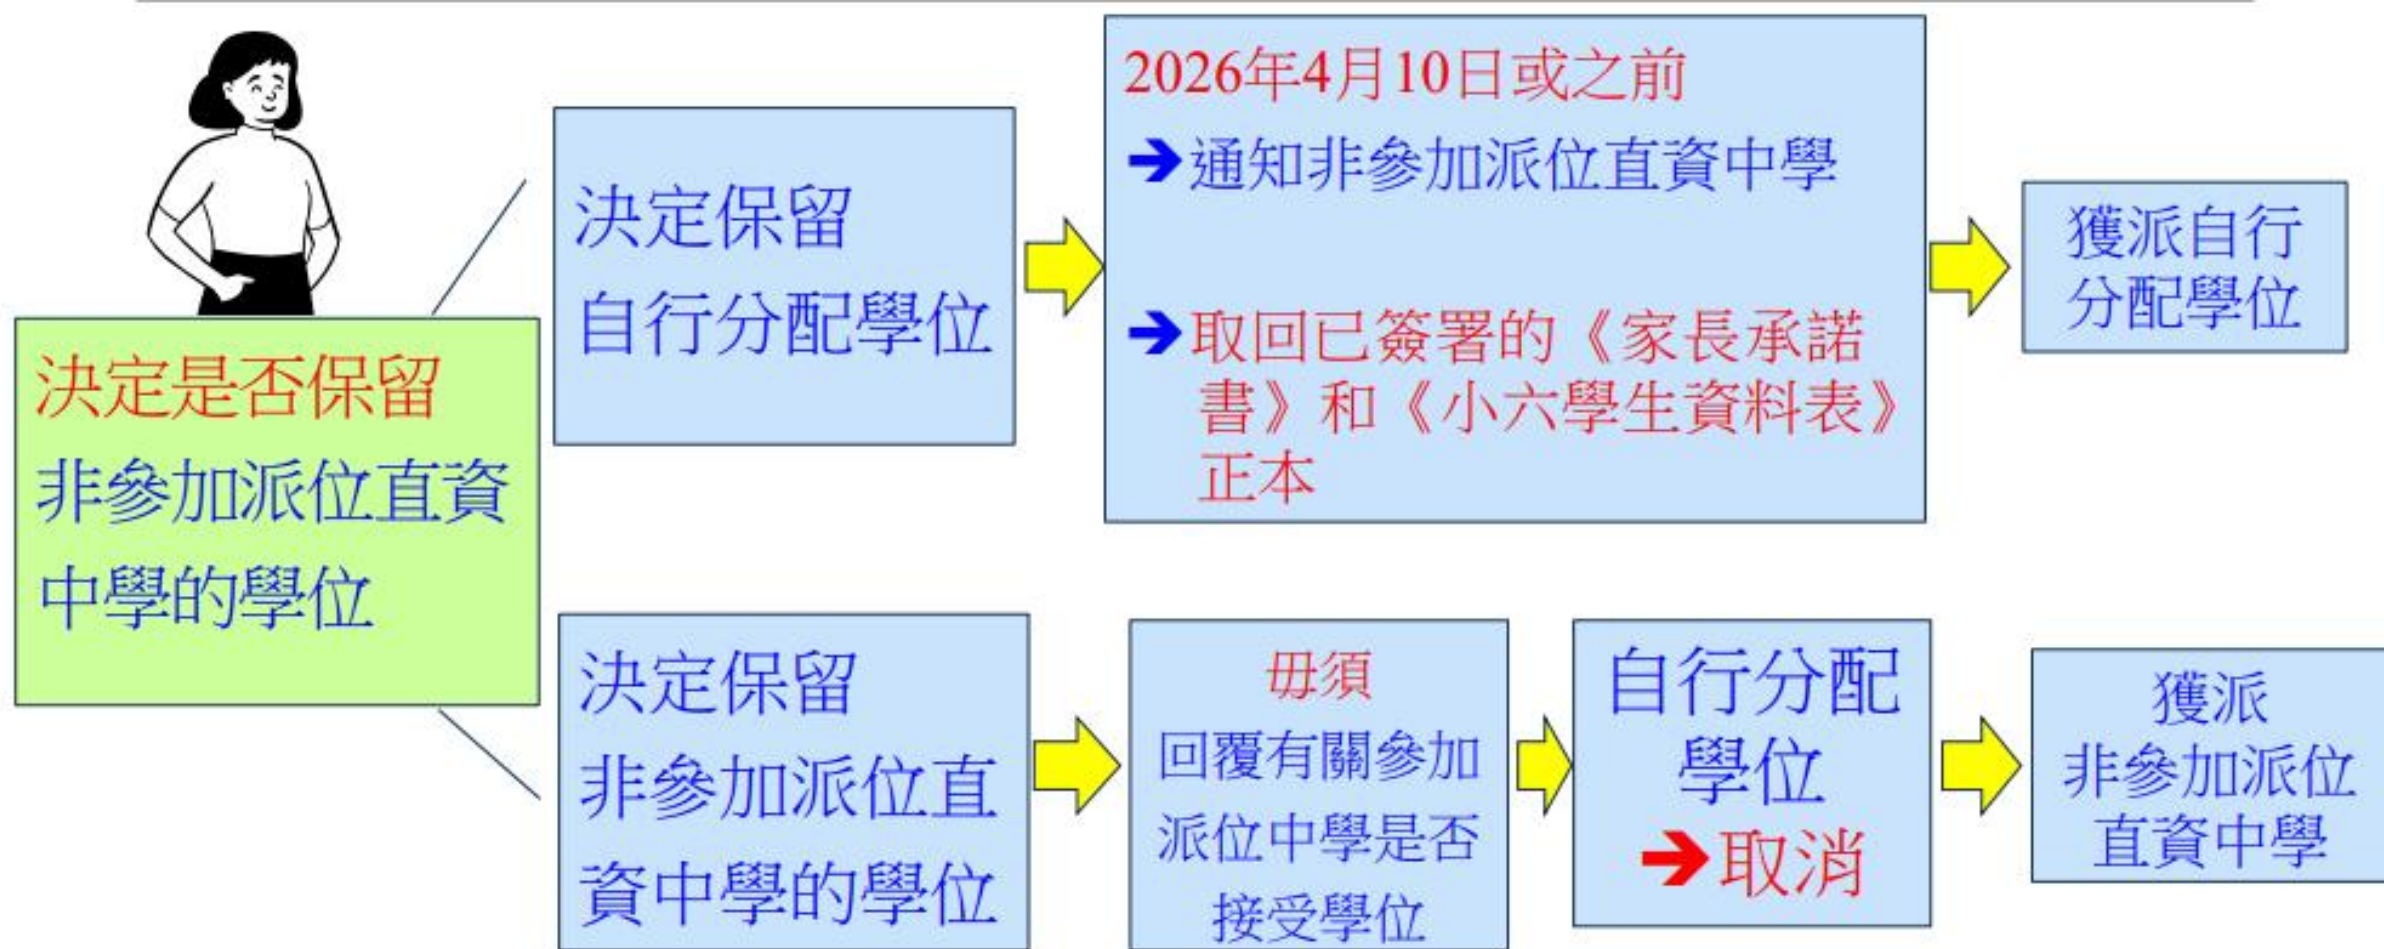 決定是否保留
非參加派位直資
中學的學位
決定保留
自行分配學位
2026年4月10日或之前
➔通知非參加派位直資中學
➔取回已簽署的《家長承諾
書》和《小六學生資料表》
正本
獲派自行
分配學位
決定保留
非參加派位直
資中學的學位
毋須
回覆有關參加
派位中學是否
接受學位
自行分配
學位
➔取消
獲派
非參加派位
直資中學